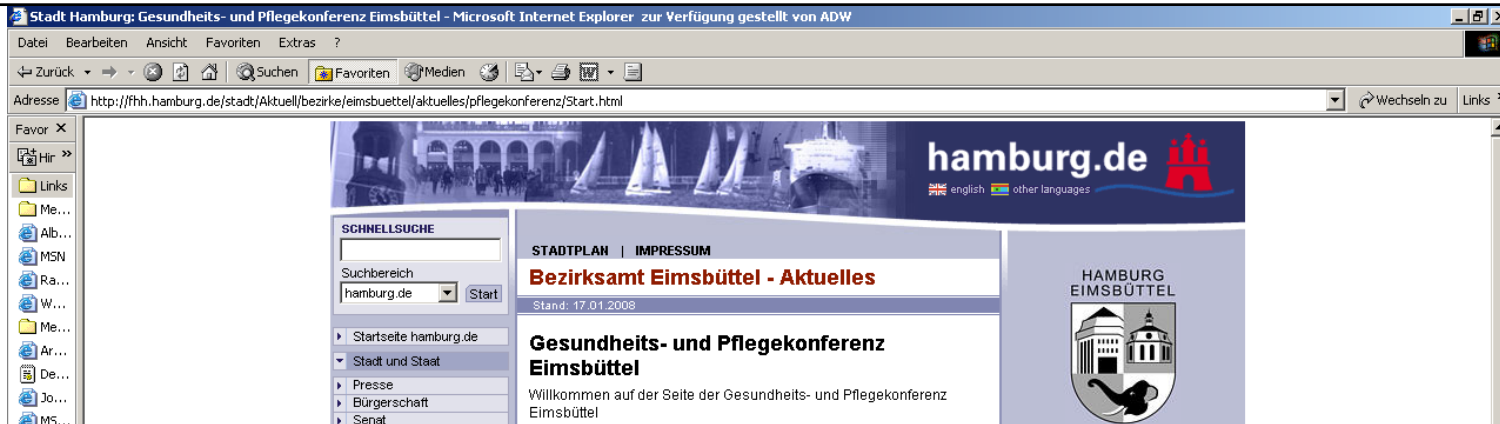 Stadt Hamburg: Gesundheits- und Pflegekonferenz Eimsbüttel - Microsoft Internet Explorer zur Verfügung gestellt von ADW
Datei Bearbeiten Ansicht Favoriten Extras ?
Zurück Suchen Favoriten Medien
Adresse http://fhh.hamburg.de/stadt/Aktuell/bezirke/eimsbuettel/aktuelles/pflegekonferenz/Start.html Wechseln zu Links
Favor
Hir »
Links
Me...
Alb...
MSN
Ra...
W...
Me...
Ar...
De...
Jo...
MS...
hamburg.de
english other languages
SCHNELLSUCHE
Suchbereich
hamburg.de Start
Startseite hamburg.de
Stadt und Staat
Presse
Bürgerschaft
Senat
STADTPLAN | IMPRESSUM
Bezirksamt Eimsbüttel - Aktuelles
Stand: 17.01.2008
Gesundheits- und Pflegekonferenz
Eimsbüttel
Willkommen auf der Seite der Gesundheits- und Pflegekonferenz
Eimsbüttel
HAMBURG
EIMSBÜTTEL